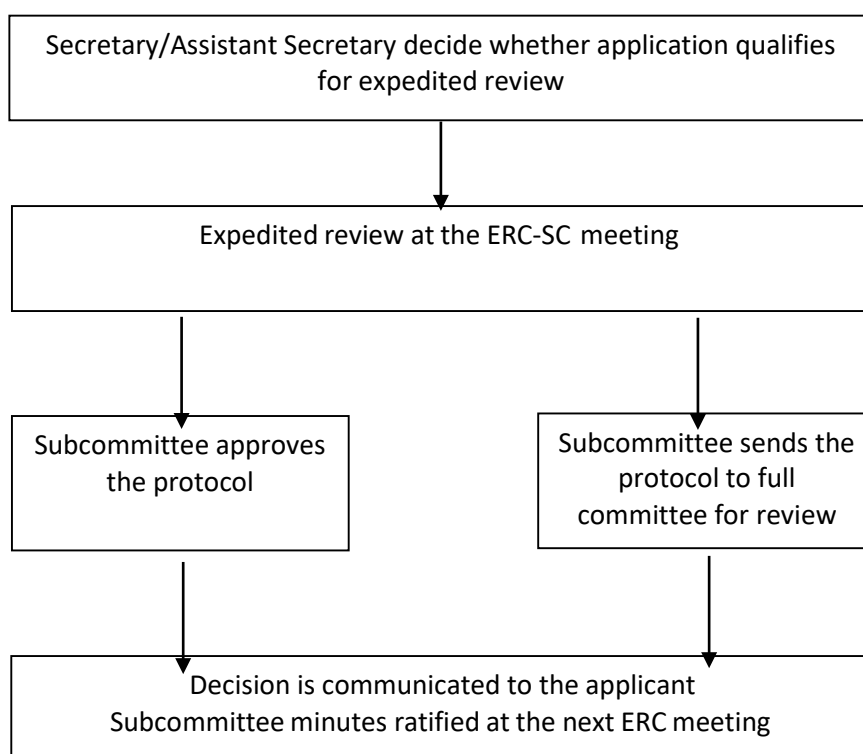 Secretary/Assistant Secretary decide whether application qualifies
for expedited review
Expedited review at the ERC-SC meeting
Subcommittee approves
the protocol
Subcommittee sends the
protocol to full
committee for review
Decision is communicated to the applicant
Subcommittee minutes ratified at the next ERC meeting